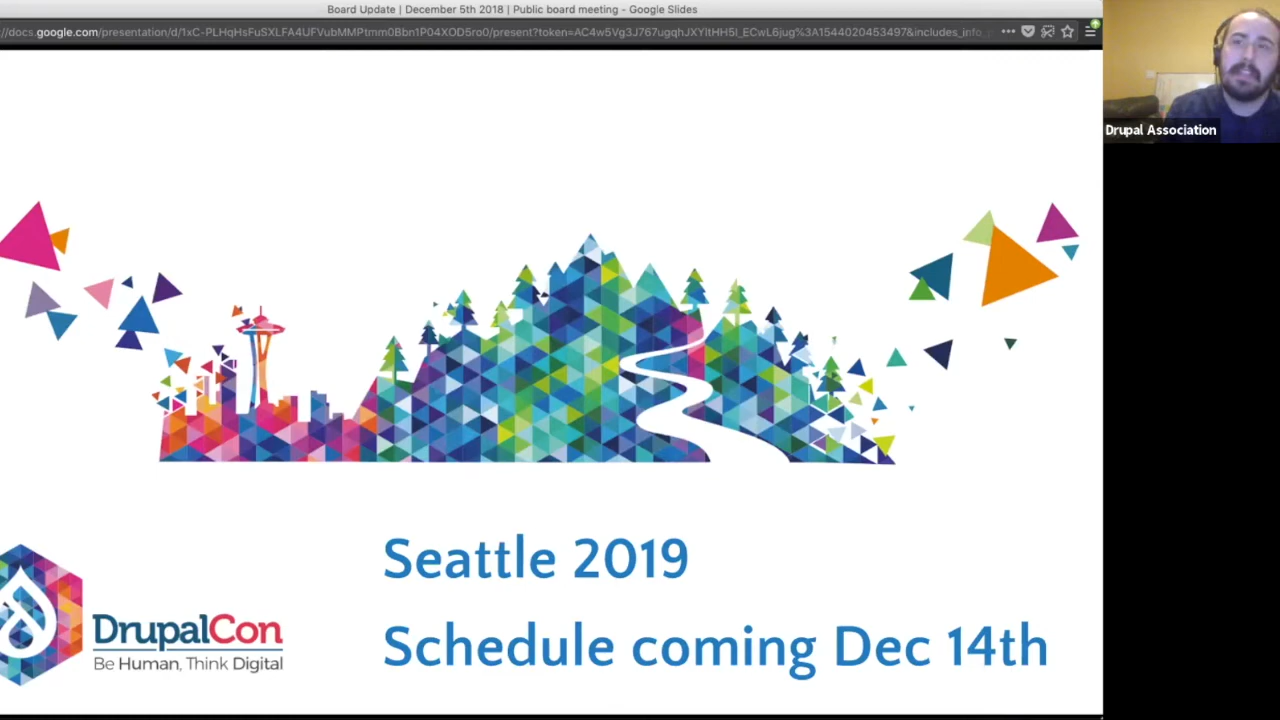 Board Update | December 5th 2018 | Public board meeting - Google Slides
Drupal Association
Seattle 2019
Schedule coming Dec 14th
DrupalCon
Be Human, Think Digital